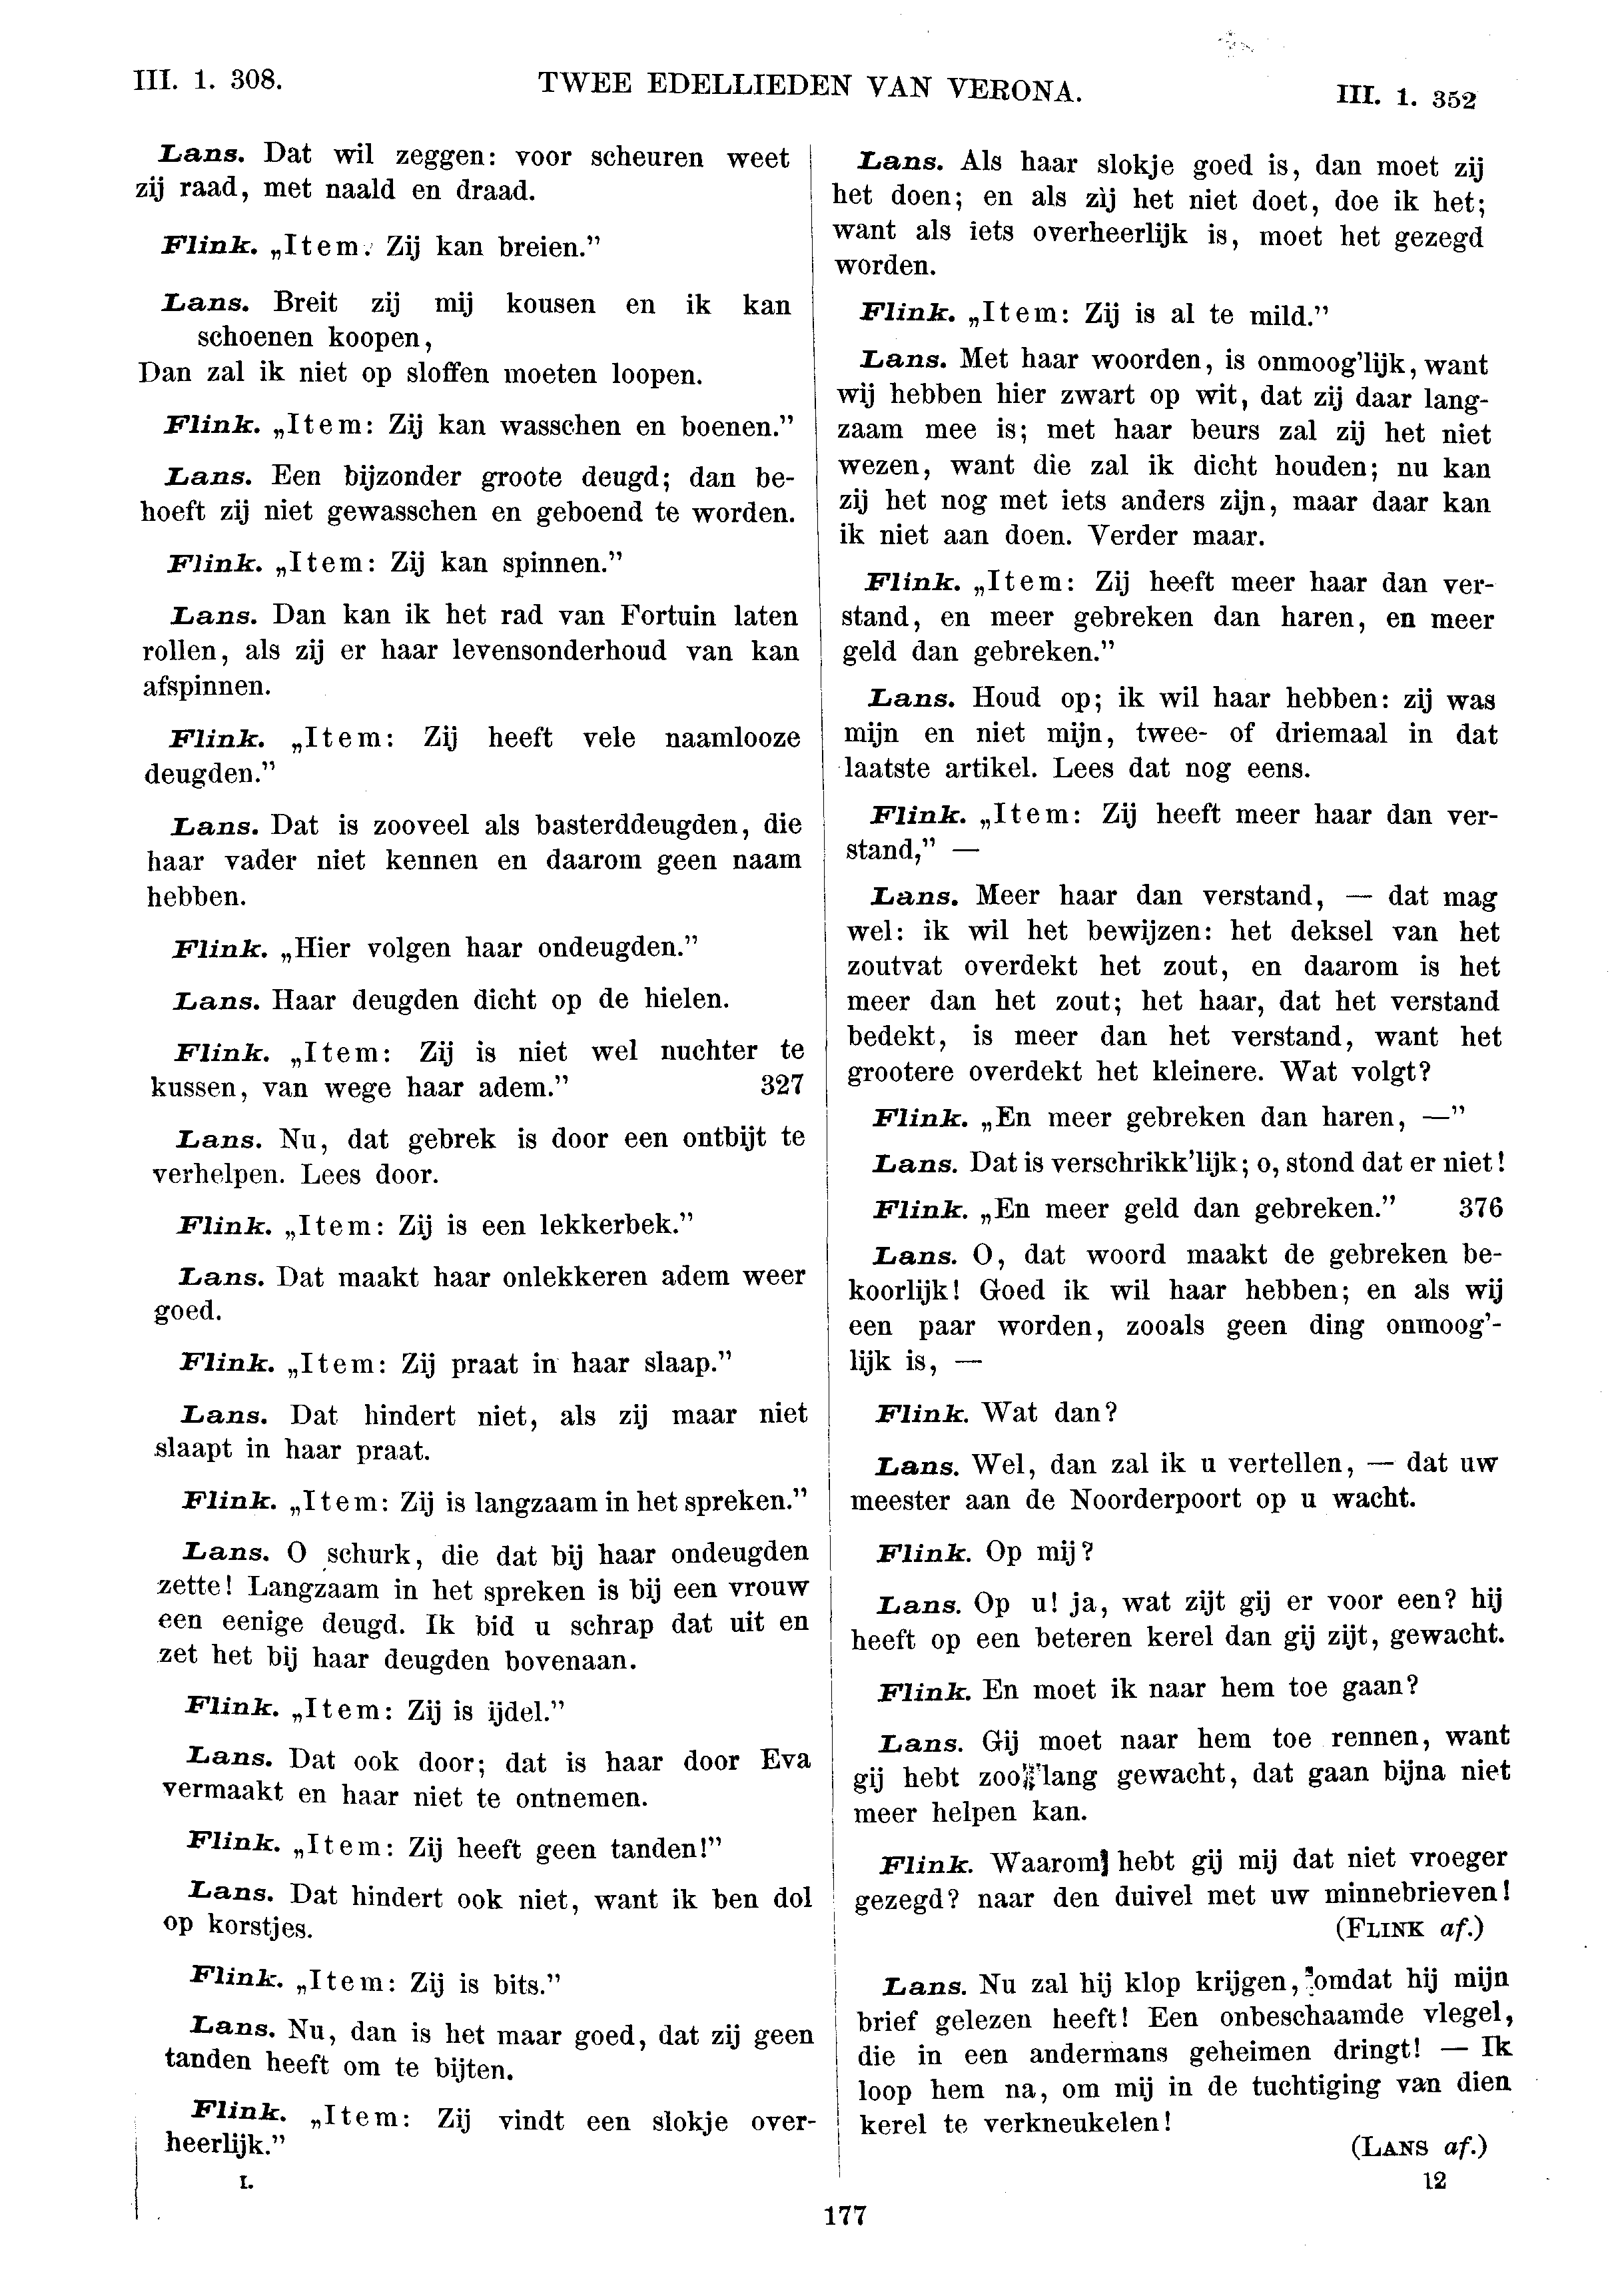 III. 1. 308.
TWEE EDELLIEDEN VAN VERONA.
III. 1. 352
Lans. Dat wil zeggen: voor scheuren weet
zij raad, met naald en draad.
Flink. „Item: Zij kan breien.”
Lans. Breit zij mij kousen en ik kan
schoenen koopen,
Dan zal ik niet op sloffen moeten loopen.
Flink. „Item: Zij kan wasschen en boenen.”
Lans. Een bijzonder groote deugd; dan be-
hoeft zij niet gewasschen en geboend te worden.
Flink. „Item: Zij kan spinnen.”
Lans. Dan kan ik het rad van Fortuin laten
rollen, als zij er haar levensonderhoud van kan
afspinnen.
Flink. „Item: Zij heeft vele naamlooze
deugden.”
Lans. Dat is zooveel als basterddeugden, die
haar vader niet kennen en daarom geen naam
hebben.
Flink. „Hier volgen haar ondeugden.”
Lans. Haar deugden dicht op de hielen.
Flink. „Item: Zij is niet wel nuchter te
kussen, van wege haar adem.” 327
Lans. Nu, dat gebrek is door een ontbijt te
verhelpen. Lees door.
Flink. „Item: Zij is een lekkerbek.”
Lans. Dat maakt haar onlekkeren adem weer
goed.
Flink. „Item: Zij praat in haar slaap.”
Lans. Dat hindert niet, als zij maar niet
slaapt in haar praat.
Flink. „Item: Zij is langzaam in het spreken.”
Lans. O schurk, die dat bij haar ondeugden
zette! Langzaam in het spreken is bij een vrouw
een eenige deugd. Ik bid u schrap dat uit en
zet het bij haar deugden bovenaan.
Flink. „Item: Zij is ijdel.”
Lans. Dat ook door; dat is haar door Eva
vermaakt en haar niet te ontnemen.
Flink. „Item: Zij heeft geen tanden!”
Lans. Dat hindert ook niet, want ik ben dol
op korstjes.
Flink. „Item: Zij is bits.”
Lans. Nu, dan is het maar goed, dat zij geen
tanden heeft om te bijten.
Flink. „Item: Zij vindt een slokje over-
heerlijk.”
I.
Lans. Als haar slokje goed is, dan moet zij
het doen; en als zij het niet doet, doe ik het;
want als iets overheerlijk is, moet het gezegd
worden.
Flink. „Item: Zij is al te mild.”
Lans. Met haar woorden, is onmoog'lijk, want
wij hebben hier zwart op wit, dat zij daar lang-
zaam mee is; met haar beurs zal zij het niet
wezen, want die zal ik dicht houden; nu kan
zij het nog met iets anders zijn, maar daar kan
ik niet aan doen. Verder maar.
Flink. „Item: Zij heeft meer haar dan ver-
stand, en meer gebreken dan haren, en meer
geld dan gebreken.”
Lans. Houd op; ik wil haar hebben: zij was
mijn en niet mijn, twee- of driemaal in dat
laatste artikel. Lees dat nog eens.
Flink. „Item: Zij heeft meer haar dan ver-
stand,” —
Lans. Meer haar dan verstand, — dat mag
wel: ik wil het bewijzen: het deksel van het
zoutvat overdekt het zout, en daarom is het
meer dan het zout; het haar, dat het verstand
bedekt, is meer dan het verstand, want het
grootere overdekt het kleinere. Wat volgt?
Flink. „En meer gebreken dan haren, —”
Lans. Dat is verschrikk'lijk; o, stond dat er niet!
Flink. „En meer geld dan gebreken.” 376
Lans. O, dat woord maakt de gebreken be-
koorlijk! Goed ik wil haar hebben; en als wij
een paar worden, zooals geen ding onmoog'-
lijk is, —
Flink. Wat dan?
Lans. Wel, dan zal ik u vertellen, — dat uw
meester aan de Noorderpoort op u wacht.
Flink. Op mij?
Lans. Op u! ja, wat zijt gij er voor een? hij
heeft op een beteren kerel dan gij zijt, gewacht.
Flink. En moet ik naar hem toe gaan?
Lans. Gij moet naar hem toe rennen, want
gij hebt zoo lang gewacht, dat gaan bijna niet
meer helpen kan.
Flink. Waarom hebt gij mij dat niet vroeger
gezegd? naar den duivel met uw minnebrieven!
(FLINK af.)
Lans. Nu zal hij klop krijgen, omdat hij mijn
brief gelezen heeft! Een onbeschaamde vlegel,
die in een andermans geheimen dringt! — Ik
loop hem na, om mij in de tuchtiging van dien
kerel te verkneukelen!
(LANS af.)
12
177